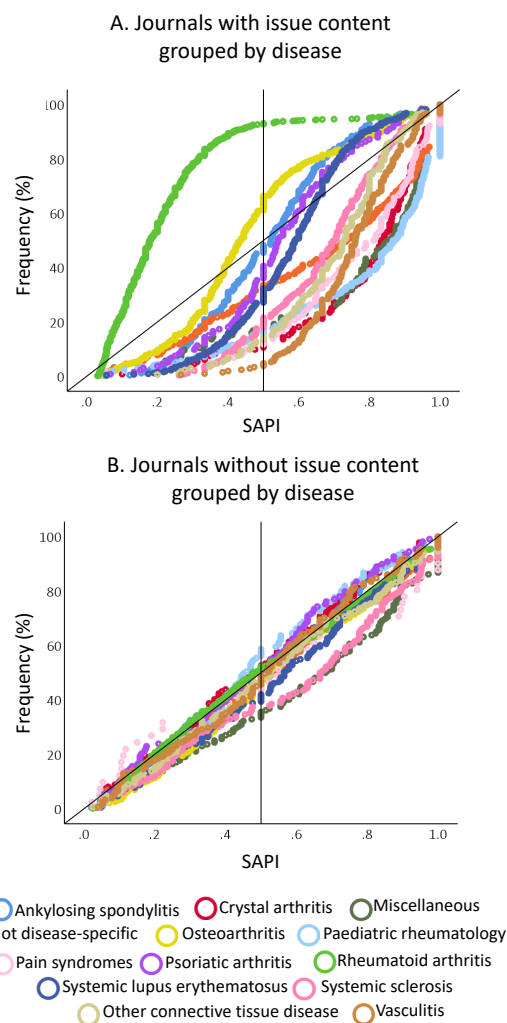 A. Journals with issue content
grouped by disease
Frequency (%)
100
80
60
40
20
0
.0 .2 .4 .6 .8 1.0
SAPI
B. Journals without issue content
grouped by disease
Frequency (%)
100
80
60
40
20
0
.0 .2 .4 .6 .8 1.0
SAPI
Ankylosing spondylitis Crystal arthritis Miscellaneous
ot disease-specific Osteoarthritis Paediatric rheumatology
Pain syndromes Psoriatic arthritis Rheumatoid arthritis
Systemic lupus erythematosus Systemic sclerosis
Other connective tissue disease Vasculitis